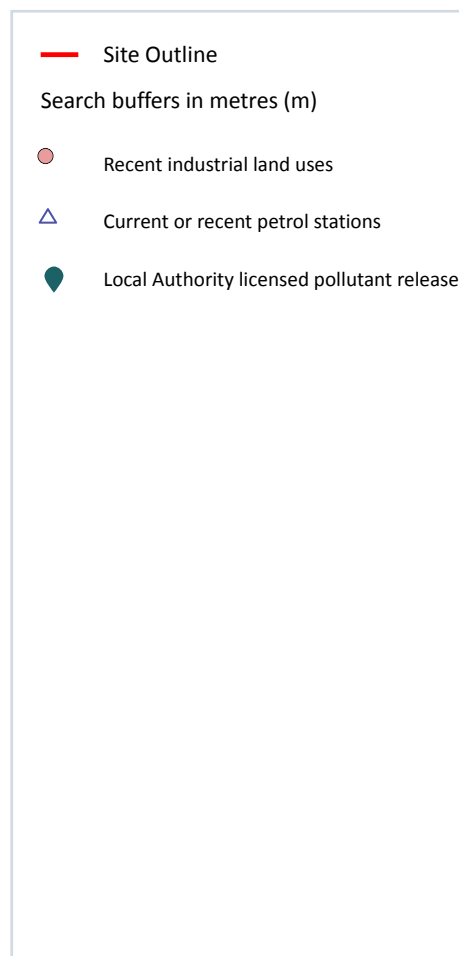 Site Outline
Search buffers in metres (m)
Recent industrial land uses
Current or recent petrol stations
Local Authority licensed pollutant release